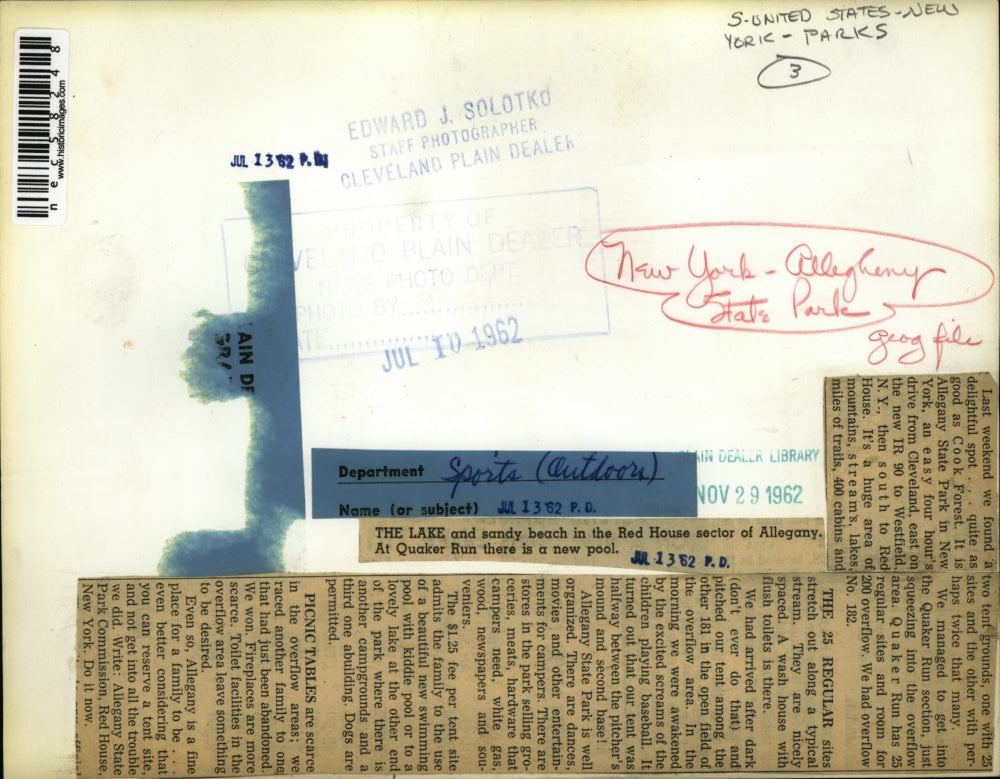 S-UNITED STATES-NEW
YORK - PARKS
3
nec58248
www.historicimages.com
EDWARD J. SOLOTKO
STAFF PHOTOGRAPHER
CLEVELAND PLAIN DEALER
JUL 13 '62 P.D.
PROPERTY OF
PLAIN DEALER
NEWS PHOTO DEPT.
PHOTO BY
JUL 10 1962
New York - Allegheny
State Park
geog file
AIN DE
Department Sports (Outdoors)
Name (or subject) JUL 13 '62 P.D.
AIN DEALER LIBRARY
NOV 29 1962
THE LAKE and sandy beach in the Red House sector of Allegany.
At Quaker Run there is a new pool.
JUL 13 '62 P.D.
Last weekend we found a
delightful spot . . . quite as
good as Cook Forest. It is
Allegany State Park in New
York, an easy four hour's
drive from Cleveland, east on
the new IR 90 to Westfield,
N. Y., then south to Red
House. It's a huge area of
mountains, streams, lakes,
miles of trails, 400 cabins and
two tent grounds, one with 25
sites and the other with per-
haps twice that many.
We managed to get into
the Quaker Run section, just
squeezing into the overflow
area. Quaker Run has 25
regular sites and room for
200 overflow. We had overflow
No. 182.
THE 25 REGULAR sites
stretch out along a typical
stream. They are nicely
spaced. A wash house with
flush toilets is there.
We had arrived after dark
(don't ever do that) and
pitched our tent among the
other 181 in the open field of
the overflow area. In the
morning we were awakened
by the excited screams of the
children playing baseball. It
turned out that our tent was
halfway between the pitcher's
mound and second base!
Allegany State Park is well
organized. There are dances,
movies and other entertain-
ments for campers. There are
stores in the park selling gro-
ceries, meats, hardware that
campers need, white gas,
wood, newspapers and sou-
veniers.
The $1.25 fee per tent site
admits the family to the use
of a beautiful new swimming
pool with kiddie pool or to a
lovely lake at the other end
of the park where there is
another campgrounds and a
third one abuilding. Dogs are
permitted.
PICNIC TABLES are scarce
in the overflow areas; we
raced another family to one
that had just been abandoned.
We won. Fireplaces are more
scarce. Toilet facilities in the
overflow area leave something
to be desired.
Even so, Allegany is a fine
place for a family to be . . .
even better considering that
you can reserve a tent site,
and not get into all the trouble
we did. Write: Allegany State
Park Commission, Red House,
New York. Do it now.